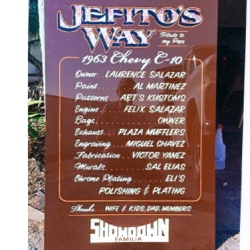 JEFITO'S
WAY
Tribute to
my Pops
1963 Chevy C-10
Owner.. LAURENCE SALAZAR
Paint..... AL MARTINEZ
Patterns.. ART'S KUSTOMS
Engine... FELIX SALAZAR
Bags........... OWNER
Exhaust.. PLAZA MUFFLERS
Engraving.. MIGUEL CHAVEZ
Fabrication.. VICTOR YANEZ
Murals....... SAL ELIAS
Chrome Plating..... ELI'S
POLISHING & PLATING
Thanks. WIFE & KIDS, DAD, MEMBERS
SHOWDOWN
FAMILIA